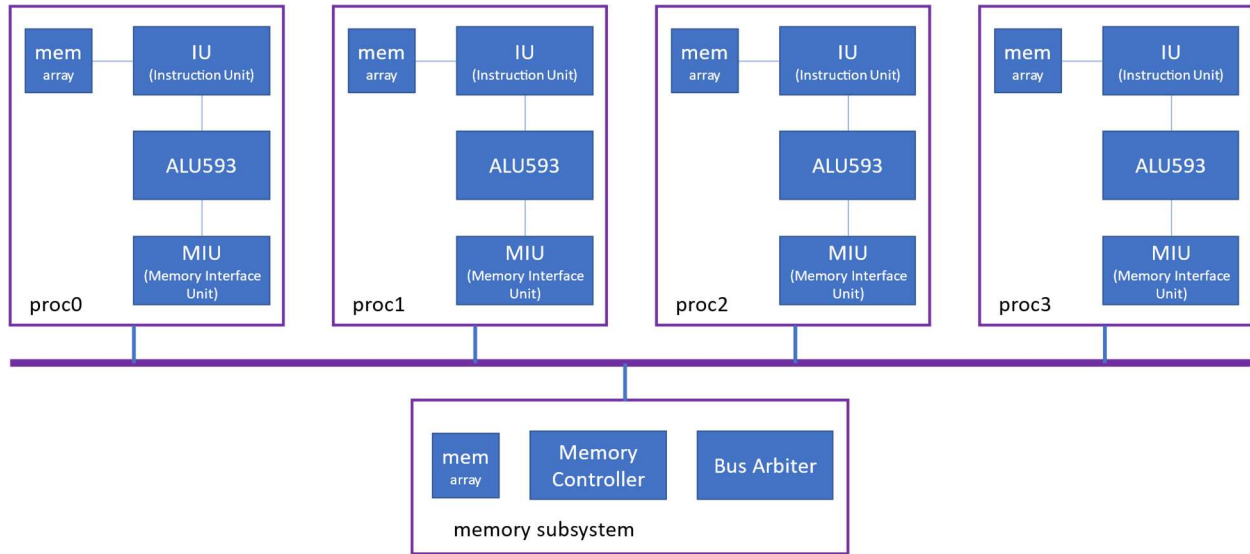 mem
array
IU
(Instruction Unit)
ALU593
MIU
(Memory Interface
Unit)
proc0
mem
array
IU
(Instruction Unit)
ALU593
MIU
(Memory Interface
Unit)
proc1
mem
array
IU
(Instruction Unit)
ALU593
MIU
(Memory Interface
Unit)
proc2
mem
array
IU
(Instruction Unit)
ALU593
MIU
(Memory Interface
Unit)
proc3
mem
array
Memory
Controller
Bus Arbiter
memory subsystem